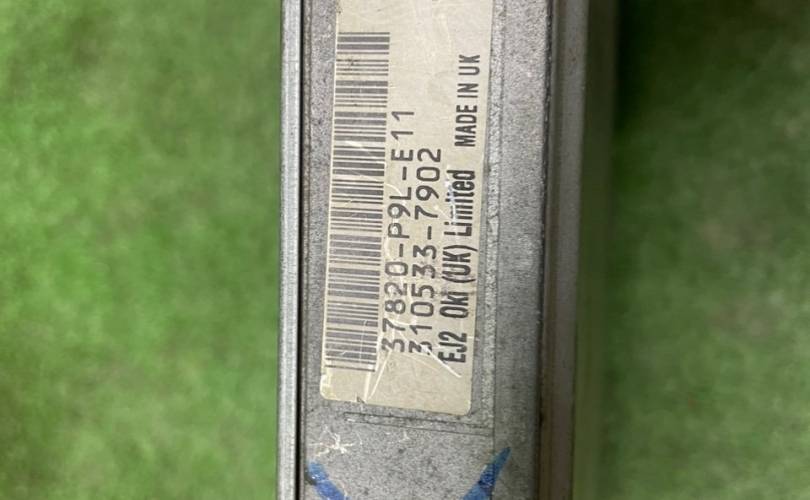 37820-P9L-E11
310533-7902
EJ2 Oki (UK) Limited MADE IN UK